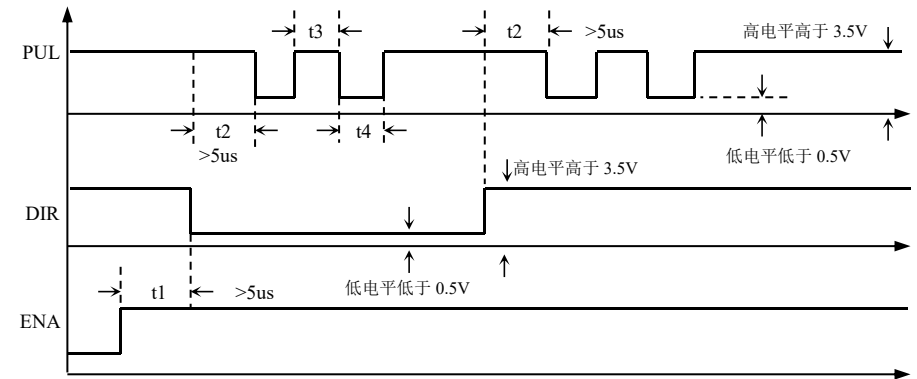 t3
t2
>5us
高电平高于 3.5V
PUL
t2
t4
>5us
低电平低于 0.5V
高电平高于 3.5V
DIR
低电平低于 0.5V
t1
>5us
ENA